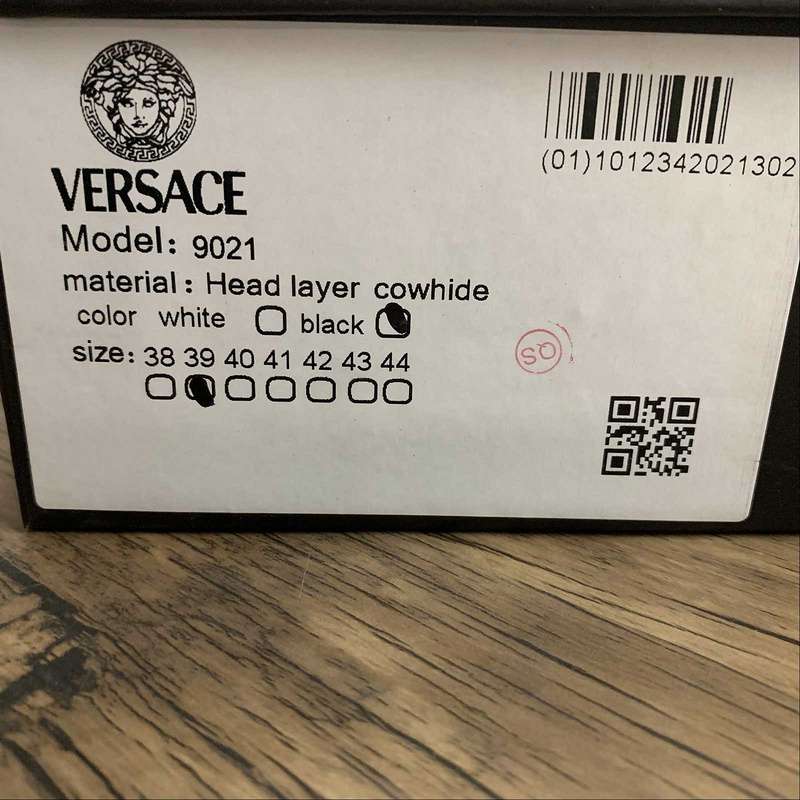 VERSACE
Model: 9021
material: Head layer cowhide
color white black
size: 38 39 40 41 42 43 44
(01)1012342021302
SO